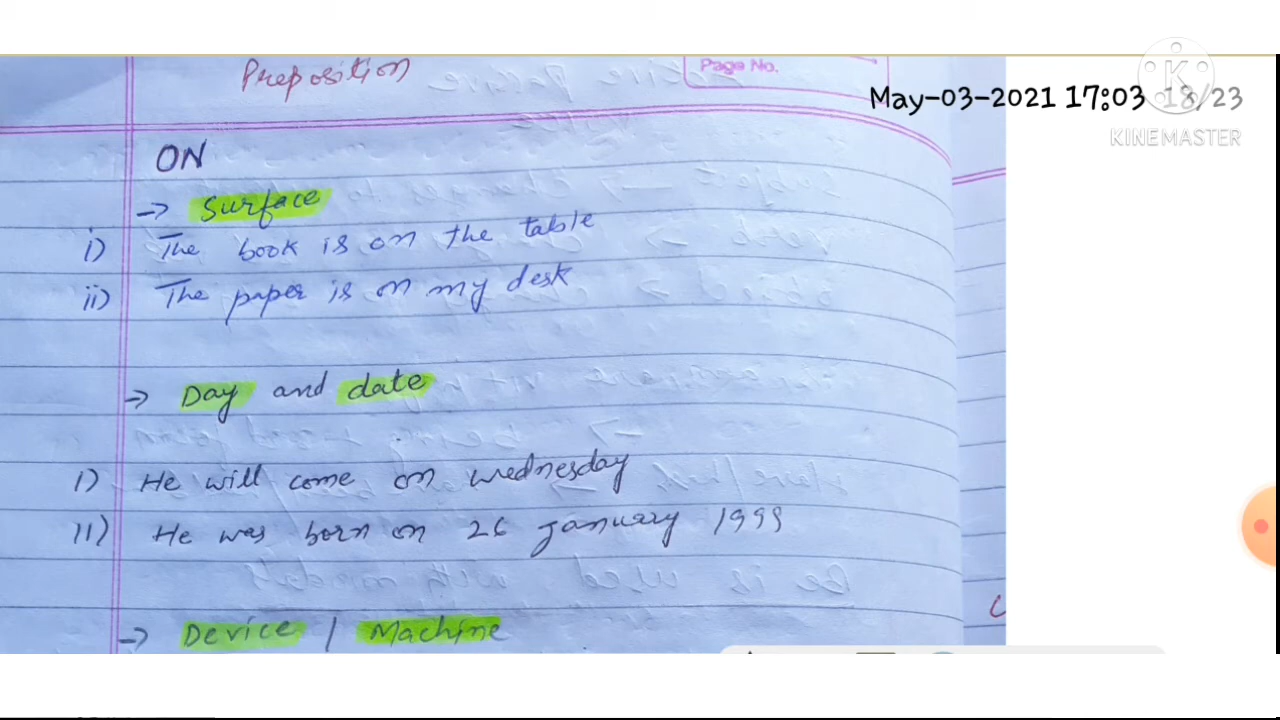 Preposition
Page No.
May-03-2021 17:03 18/23
KINEMASTER
ON
→ Surface
i) The book is on the table
ii) The paper is on my desk
→ Day and date
i) He will come on wednesday
ii) He was born on 26 january 1999
→ Device / Machine